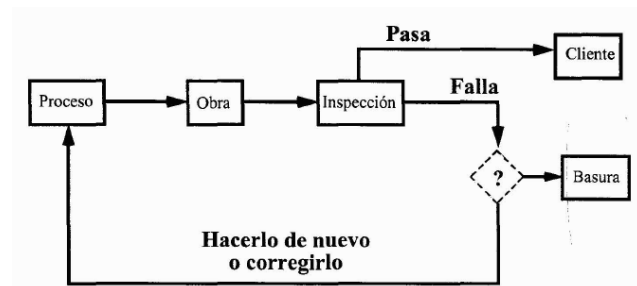 Pasa
Cliente
Proceso
Obra
Inspección
Falla
?
Basura
Hacerlo de nuevo
o corregirlo